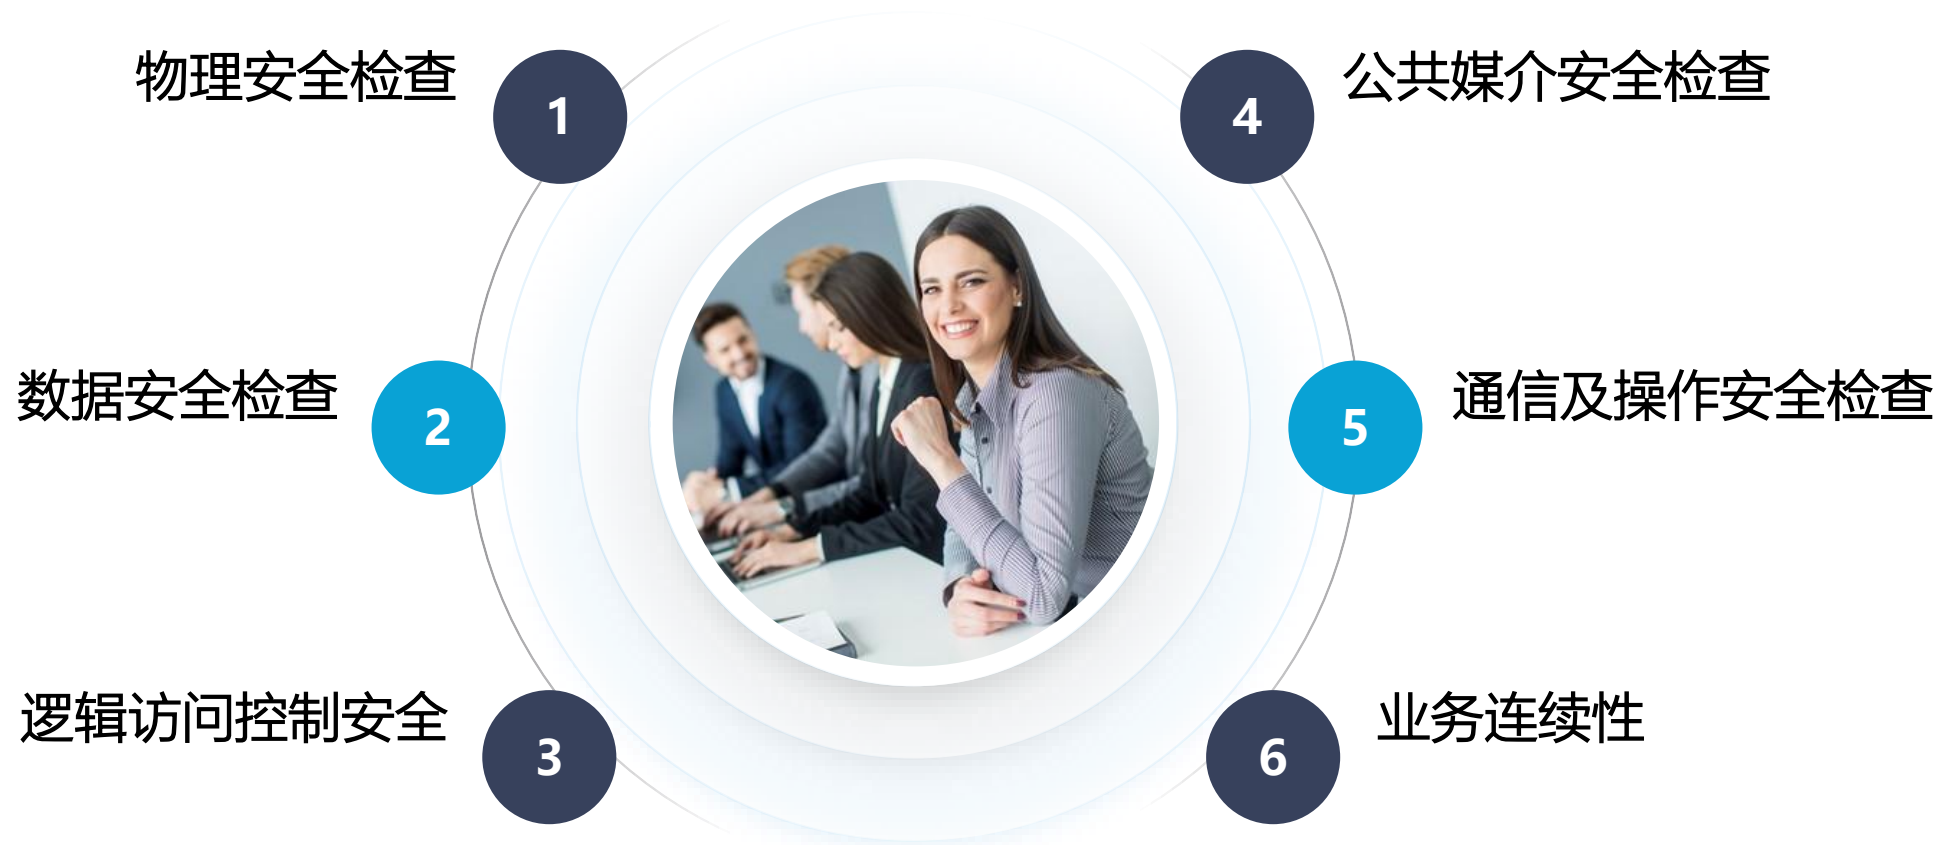 物理安全检查
1
数据安全检查
2
逻辑访问控制安全
3
4
公共媒介安全检查
5
通信及操作安全检查
6
业务连续性